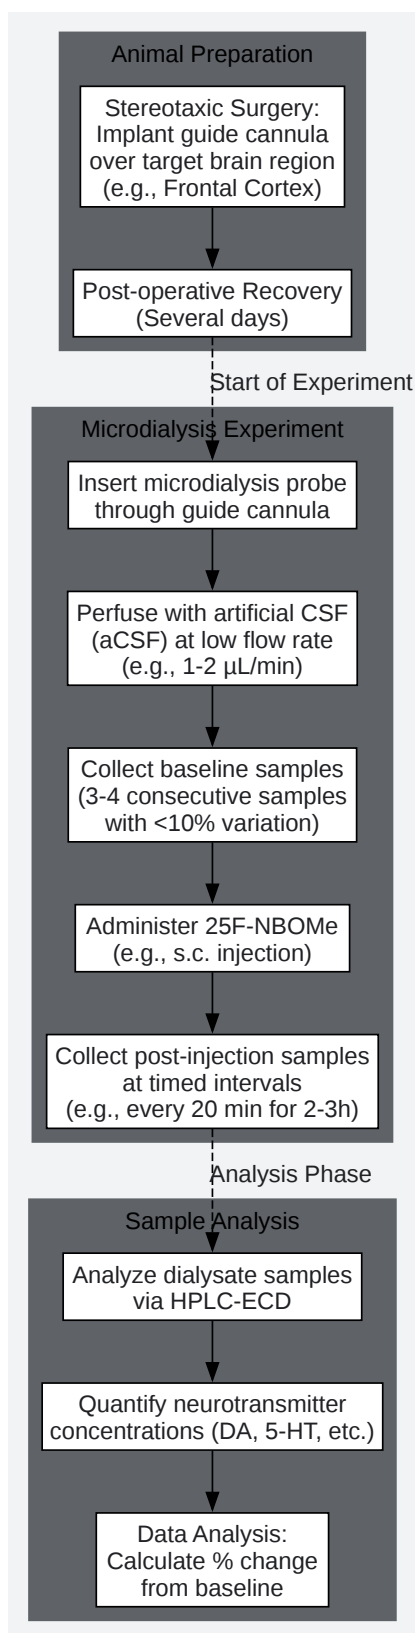 Animal Preparation
Stereotaxic Surgery:
Implant guide cannula
over target brain region
(e.g., Frontal Cortex)
Post-operative Recovery
(Several days)
Start of Experiment
Microdialysis Experiment
Insert microdialysis probe
through guide cannula
Perfuse with artificial CSF
(aCSF) at low flow rate
(e.g., 1-2 µL/min)
Collect baseline samples
(3-4 consecutive samples
with <10% variation)
Administer 25F-NBOMe
(e.g., s.c. injection)
Collect post-injection samples
at timed intervals
(e.g., every 20 min for 2-3h)
Analysis Phase
Sample Analysis
Analyze dialysate samples
via HPLC-ECD
Quantify neurotransmitter
concentrations (DA, 5-HT, etc.)
Data Analysis:
Calculate % change
from baseline